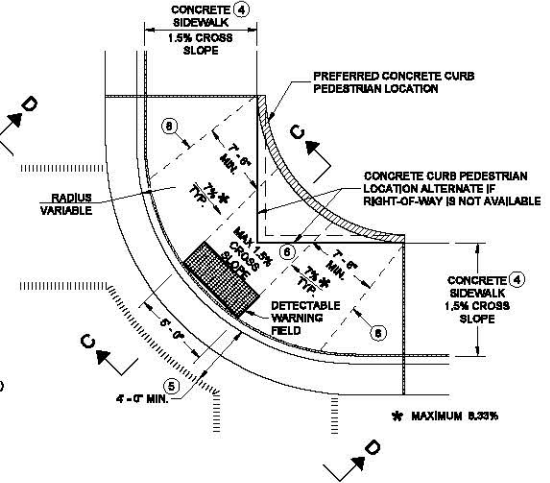 CONCRETE 4
SIDEWALK
1.5% CROSS
SLOPE
PREFERRED CONCRETE CURB
PEDESTRIAN LOCATION
D
C
6
7' - 6"
MIN.
CONCRETE CURB PEDESTRIAN
LOCATION ALTERNATE IF
RIGHT-OF-WAY IS NOT AVAILABLE
RADIUS
VARIABLE
7% *
TYP.
MAX 1.5%
CROSS
SLOPE
6
7' - 6"
MIN.
7% *
TYP.
CONCRETE 4
SIDEWALK
1.5% CROSS
SLOPE
DETECTABLE
WARNING
FIELD
6
5' - 0"
C
5
4' - 0" MIN.
* MAXIMUM 8.33%
D